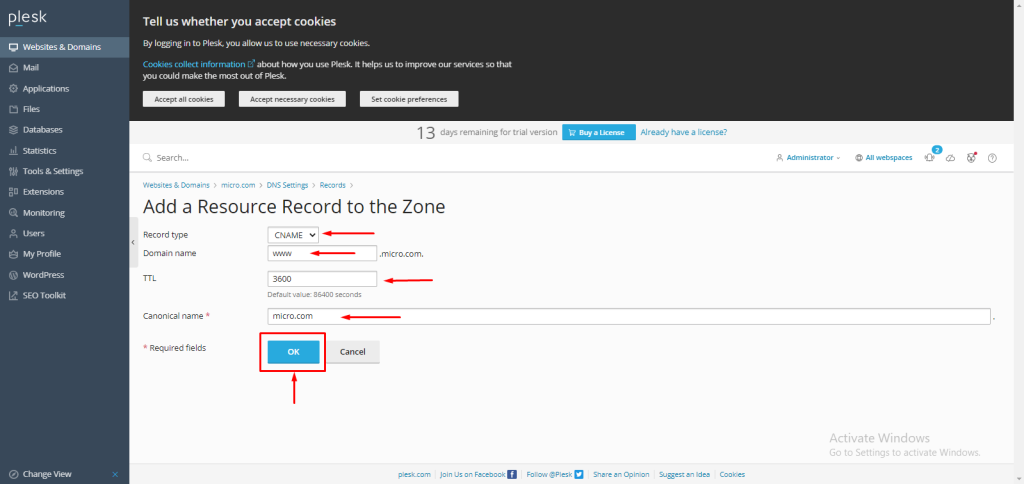 plesk
Websites & Domains
Mail
Applications
Files
Databases
Statistics
Tools & Settings
Extensions
Monitoring
Users
My Profile
WordPress
SEO Toolkit
Change View
Tell us whether you accept cookies
By logging in to Plesk, you allow us to use necessary cookies.
Cookies collect information about how you use Plesk. It helps us to improve our services so that
you could make the most out of Plesk.
Accept all cookies Accept necessary cookies Set cookie preferences
13 days remaining for trial version Buy a License Already have a license?
Search... Administrator All webspaces 2
Websites & Domains > micro.com > DNS Settings > Records >
Add a Resource Record to the Zone
Record type CNAME
Domain name www .micro.com.
TTL 3600
Default value: 86400 seconds
Canonical name * micro.com .
* Required fields OK Cancel
Activate Windows
Go to Settings to activate Windows.
plesk.com Join Us on Facebook Follow @Plesk Share an Opinion Suggest an Idea Cookies